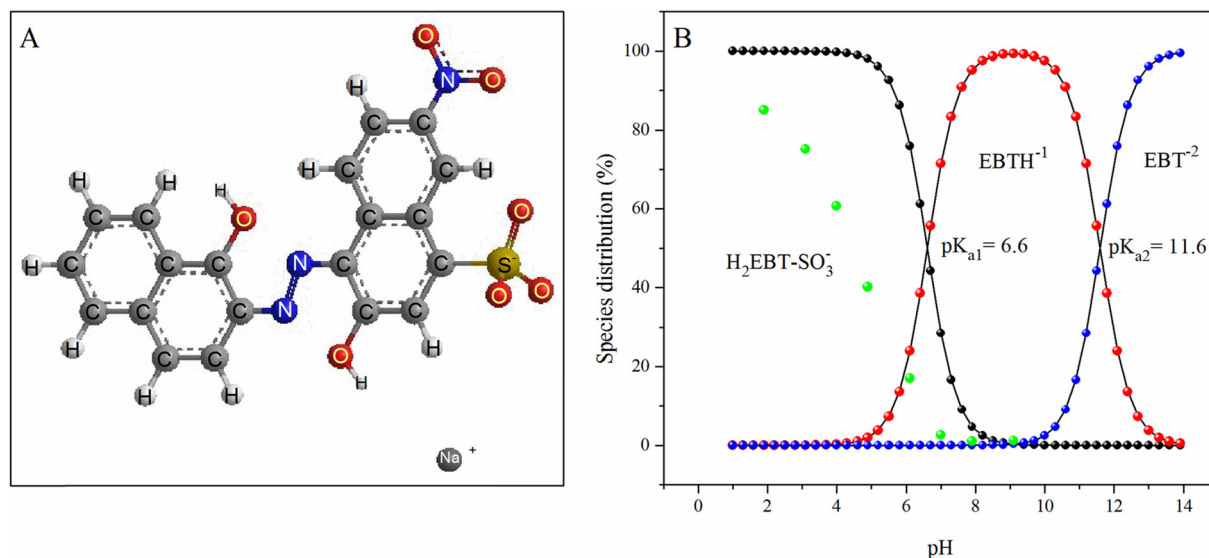 A
O
N O
H
C C
H C C H
H H
H
C C O C C O
H C C C N C C S-
O O
C C C N C C
H C C O H
H
H H
Na +
B
Species distribution (%)
100
80
60
40
20
0
EBTH-1
EBT-2
pKa1= 6.6
pKa2= 11.6
H2EBT-SO3-
0 2 4 6 8 10 12 14
pH